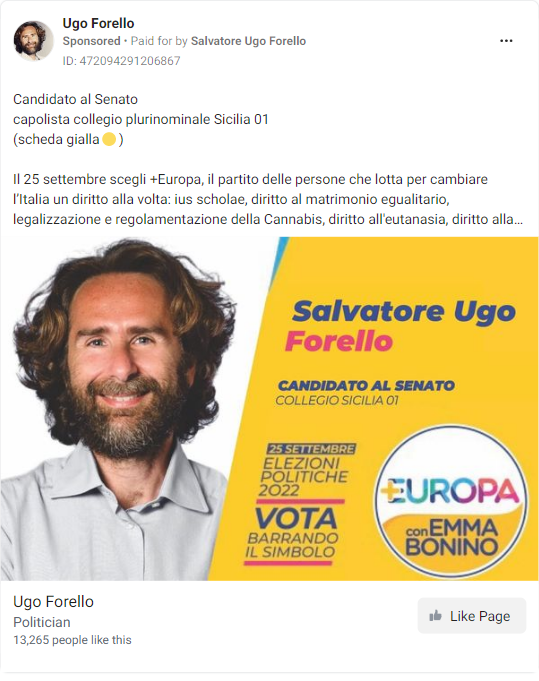 Ugo Forello
Sponsored • Paid for by Salvatore Ugo Forello
ID: 472094291206867
Candidato al Senato
capolista collegio plurinominale Sicilia 01
(scheda gialla🟡)
Il 25 settembre scegli +Europa, il partito delle persone che lotta per cambiare
l'Italia un diritto alla volta: ius scholae, diritto al matrimonio egualitario,
legalizzazione e regolamentazione della Cannabis, diritto all'eutanasia, diritto alla...
Salvatore Ugo
Forello
CANDIDATO AL SENATO
COLLEGIO SICILIA 01
25 SETTEMBRE
ELEZIONI
POLITICHE
2022
VOTA
BARRANDO
IL SIMBOLO
+EUROPA
con EMMA
BONINO
Ugo Forello
Politician
13,265 people like this
Like Page